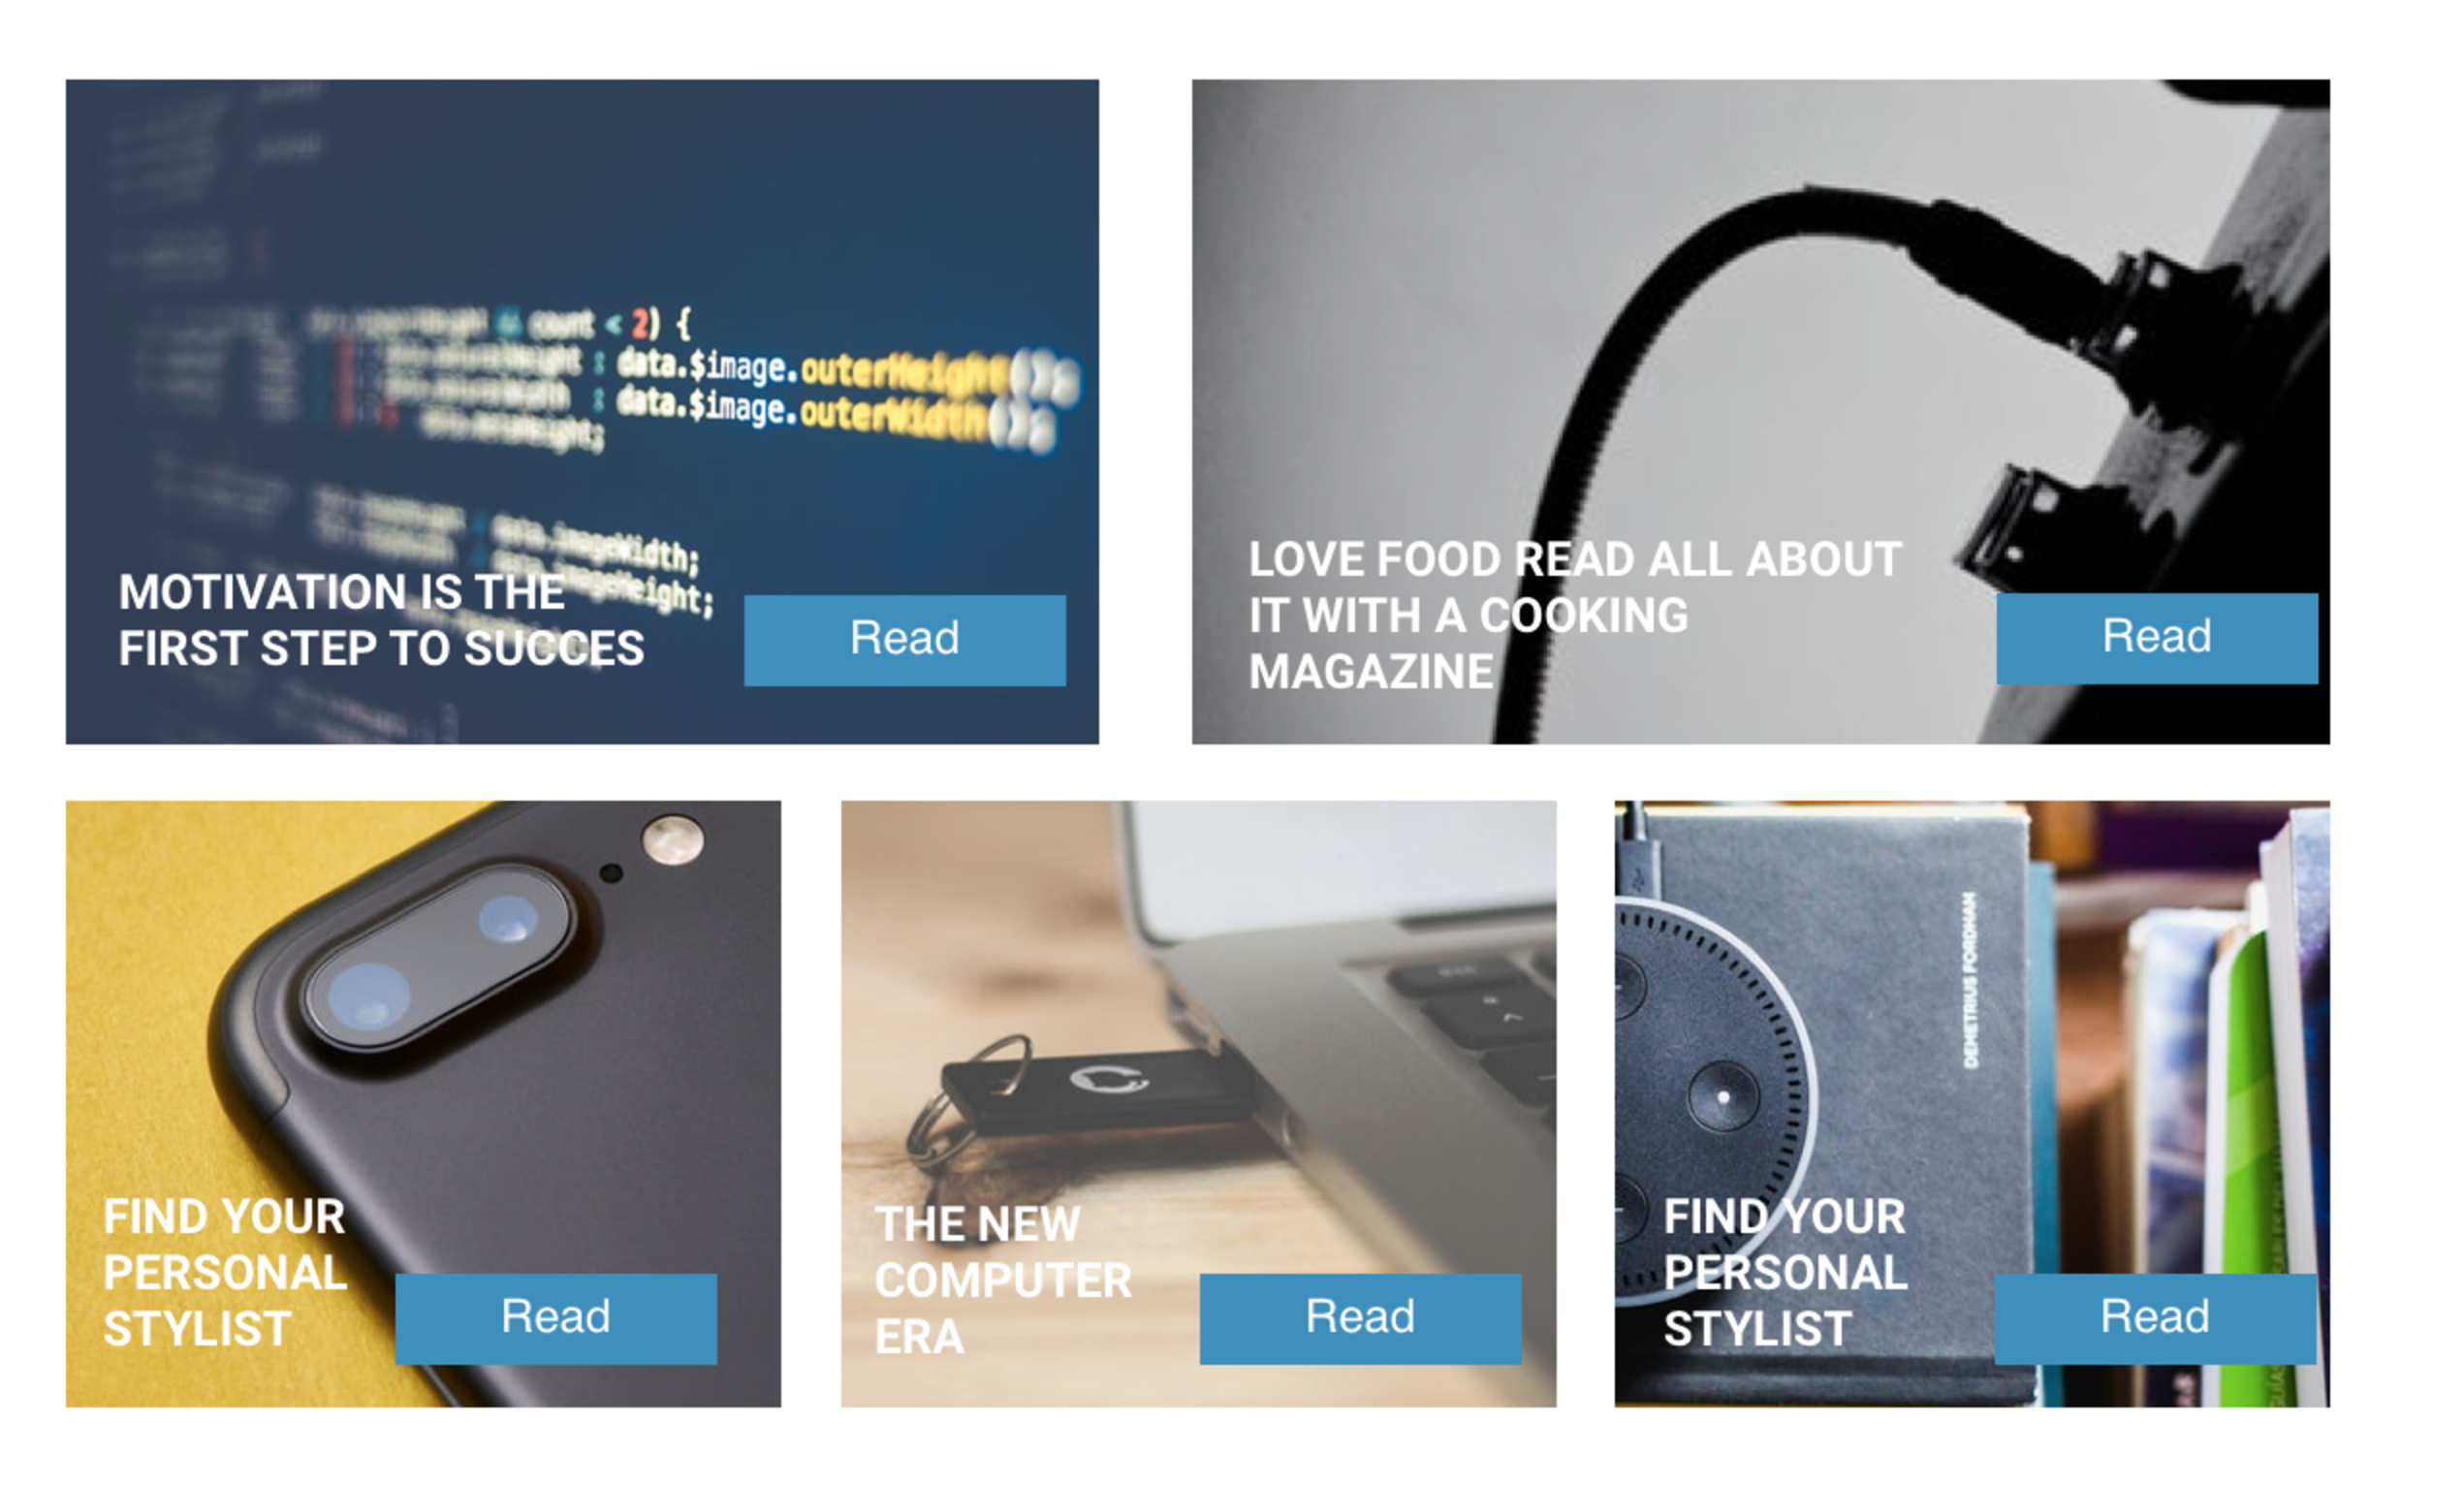 count < 2) {
data.$image.outerHeight
data.$image.outerWidth
data.imageWidth;
MOTIVATION IS THE
FIRST STEP TO SUCCES
Read
LOVE FOOD READ ALL ABOUT
IT WITH A COOKING
MAGAZINE
Read
FIND YOUR
PERSONAL
STYLIST
Read
esc
THE NEW
COMPUTER
ERA
Read
DEMETRIUS FORDHAM
FIND YOUR
PERSONAL
STYLIST
Read